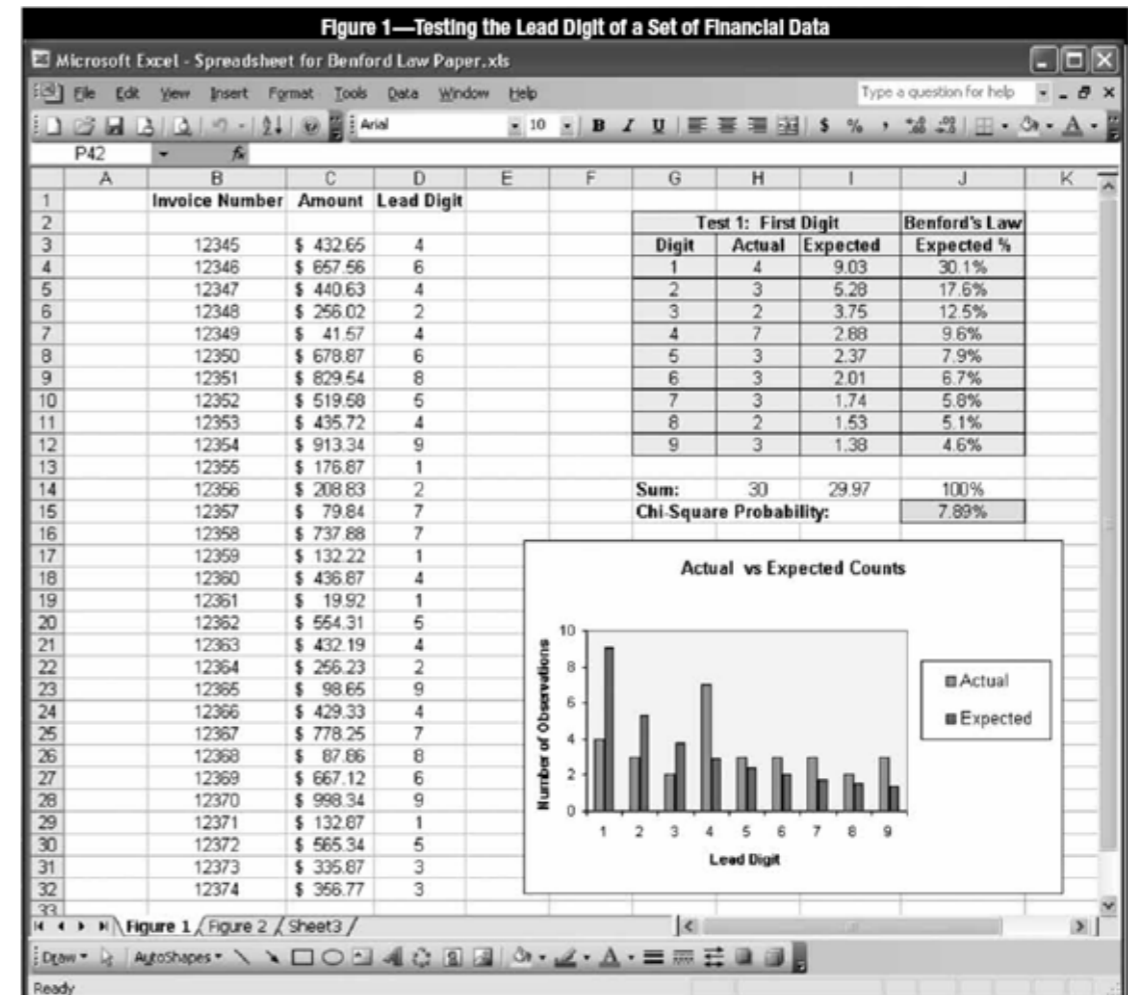 Figure 1—Testing the Lead Digit of a Set of Financial Data
Microsoft Excel - Spreadsheet for Benford Law Paper.xls
File Edit View Insert Format Tools Data Window Help Type a question for help
Arial 10 B I U $ % ,
P42 fx
A B C D E F G H I J K
1 Invoice Number Amount Lead Digit
2 Test 1: First Digit Benford's Law
3 12345 $ 432.65 4 Digit Actual Expected Expected %
4 12346 $ 657.56 6 1 4 9.03 30.1%
5 12347 $ 440.63 4 2 3 5.28 17.6%
6 12348 $ 256.02 2 3 2 3.75 12.5%
7 12349 $ 41.57 4 4 7 2.88 9.6%
8 12350 $ 678.87 6 5 3 2.37 7.9%
9 12351 $ 829.54 8 6 3 2.01 6.7%
10 12352 $ 519.58 5 7 3 1.74 5.8%
11 12353 $ 435.72 4 8 2 1.53 5.1%
12 12354 $ 913.34 9 9 3 1.38 4.6%
13 12355 $ 176.87 1
14 12356 $ 208.83 2 Sum: 30 29.97 100%
15 12357 $ 79.84 7 Chi-Square Probability: 7.89%
16 12358 $ 737.88 7
17 12359 $ 132.22 1
18 12360 $ 436.87 4
19 12361 $ 19.92 1
20 12362 $ 554.31 5
21 12363 $ 432.19 4
22 12364 $ 256.23 2
23 12365 $ 98.65 9
24 12366 $ 429.33 4
25 12367 $ 778.25 7
26 12368 $ 87.86 8
27 12369 $ 667.12 6
28 12370 $ 998.34 9
29 12371 $ 132.87 1
30 12372 $ 565.34 5
31 12373 $ 335.87 3
32 12374 $ 356.77 3
33
Actual vs Expected Counts
Number of Observations
10
8
6
4
2
0
1 2 3 4 5 6 7 8 9
Lead Digit
Actual
Expected
Figure 1 / Figure 2 / Sheet3 /
Draw AutoShapes
Ready